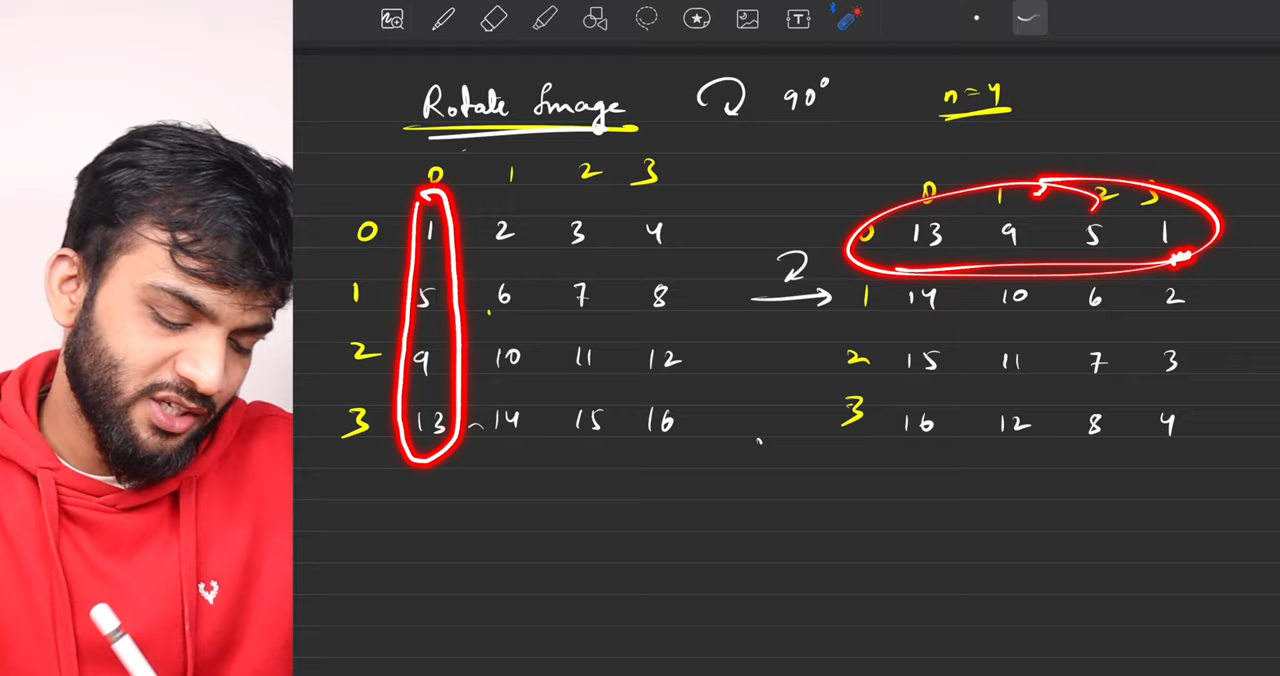 Rotate Image 90° n=4
0 1 2 3
0 1 2 3
0 1 2 3 4 0 13 9 5 1
1 5 6 7 8 1 14 10 6 2
2 9 10 11 12 2 15 11 7 3
3 13 14 15 16 3 16 12 8 4